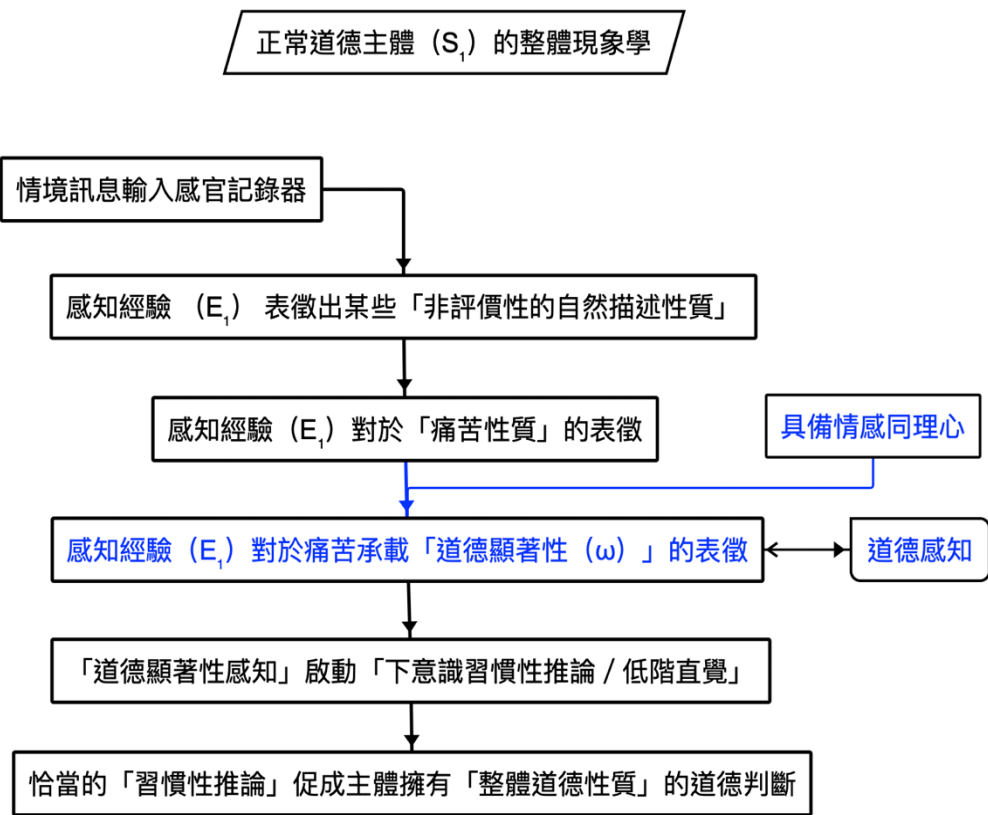 正常道德主體（S₁）的整體現象學
情境訊息輸入感官記錄器
感知經驗 （E₁） 表徵出某些「非評價性的自然描述性質」
感知經驗（E₁）對於「痛苦性質」的表徵
具備情感同理心
感知經驗（E₁）對於痛苦承載「道德顯著性（ω）」的表徵
道德感知
「道德顯著性感知」啟動「下意識習慣性推論 / 低階直覺」
恰當的「習慣性推論」促成主體擁有「整體道德性質」的道德判斷